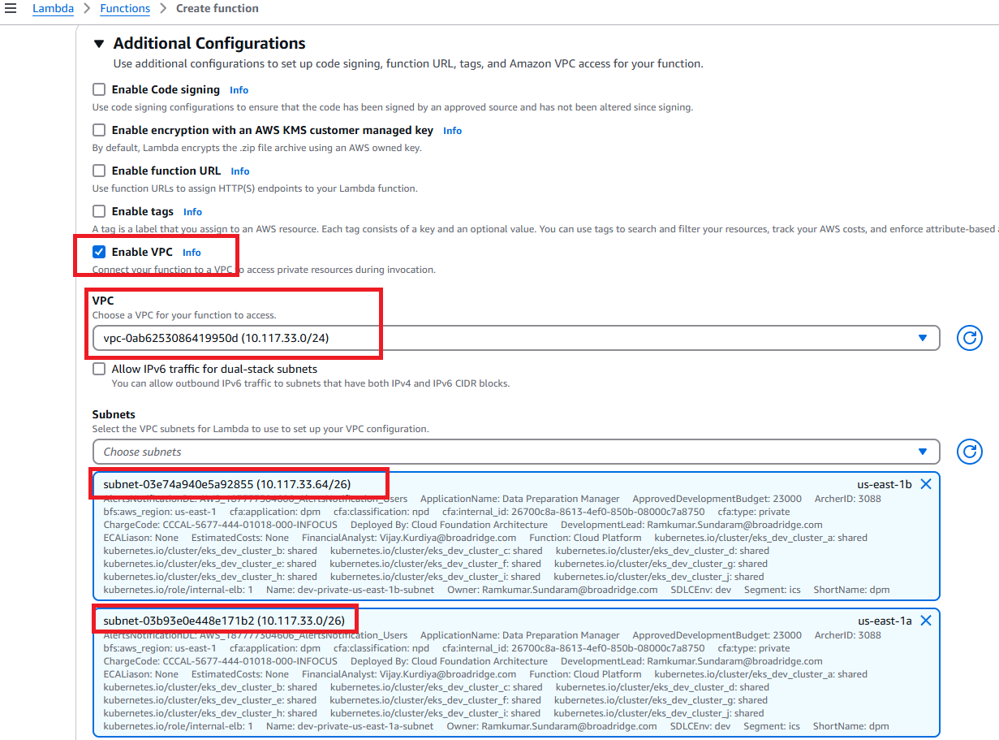 Lambda > Functions > Create function
Additional Configurations
Use additional configurations to set up code signing, function URL, tags, and Amazon VPC access for your function.
Enable Code signing Info
Use code signing configurations to ensure that the code has been signed by an approved source and has not been altered since signing.
Enable encryption with an AWS KMS customer managed key Info
By default, Lambda encrypts the .zip file archive using an AWS owned key.
Enable function URL Info
Use function URLs to assign HTTP(S) endpoints to your Lambda function.
Enable tags Info
A tag is a label that you assign to an AWS resource. Each tag consists of a key and an optional value. You can use tags to search and filter your resources, track your AWS costs, and enforce attribute-based
Enable VPC Info
Connect your function to a VPC to access private resources during invocation.
VPC
Choose a VPC for your function to access.
vpc-0ab6253086419950d (10.117.33.0/24)
Allow IPv6 traffic for dual-stack subnets
You can allow outbound IPv6 traffic to subnets that have both IPv4 and IPv6 CIDR blocks.
Subnets
Select the VPC subnets for Lambda to use to set up your VPC configuration.
Choose subnets
subnet-03e74a940e5a92855 (10.117.33.64/26) us-east-1b
AlertsNotificationDL: AWS_187777304606_AlertsNotification_Users ApplicationName: Data Preparation Manager ApprovedDevelopmentBudget: 23000 ArcherID: 3088
bfs:aws_region: us-east-1 cfa:application: dpm cfa:classification: npd cfa:internal_id: 26700c8a-8613-4ef0-850b-08000c7a8750 cfa:type: private
ChargeCode: CCCAL-5677-444-01018-000-INFOCUS Deployed By: Cloud Foundation Architecture DevelopmentLead: Ramkumar.Sundaram@broadridge.com
ECALiason: None EstimatedCosts: None FinancialAnalyst: Vijay.Kurdiya@broadridge.com Function: Cloud Platform kubernetes.io/cluster/eks_dev_cluster_a: shared
kubernetes.io/cluster/eks_dev_cluster_b: shared kubernetes.io/cluster/eks_dev_cluster_c: shared kubernetes.io/cluster/eks_dev_cluster_d: shared
kubernetes.io/cluster/eks_dev_cluster_e: shared kubernetes.io/cluster/eks_dev_cluster_f: shared kubernetes.io/cluster/eks_dev_cluster_g: shared
kubernetes.io/cluster/eks_dev_cluster_h: shared kubernetes.io/cluster/eks_dev_cluster_i: shared kubernetes.io/cluster/eks_dev_cluster_j: shared
kubernetes.io/role/internal-elb: 1 Name: dev-private-us-east-1b-subnet Owner: Ramkumar.Sundaram@broadridge.com SDLCEnv: dev Segment: ics ShortName: dpm
subnet-03b93e0e448e171b2 (10.117.33.0/26) us-east-1a
AlertsNotificationDL: AWS_187777304606_AlertsNotification_Users ApplicationName: Data Preparation Manager ApprovedDevelopmentBudget: 23000 ArcherID: 3088
bfs:aws_region: us-east-1 cfa:application: dpm cfa:classification: npd cfa:internal_id: 26700c8a-8613-4ef0-850b-08000c7a8750 cfa:type: private
ChargeCode: CCCAL-5677-444-01018-000-INFOCUS Deployed By: Cloud Foundation Architecture DevelopmentLead: Ramkumar.Sundaram@broadridge.com
ECALiason: None EstimatedCosts: None FinancialAnalyst: Vijay.Kurdiya@broadridge.com Function: Cloud Platform kubernetes.io/cluster/eks_dev_cluster_a: shared
kubernetes.io/cluster/eks_dev_cluster_b: shared kubernetes.io/cluster/eks_dev_cluster_c: shared kubernetes.io/cluster/eks_dev_cluster_d: shared
kubernetes.io/cluster/eks_dev_cluster_e: shared kubernetes.io/cluster/eks_dev_cluster_f: shared kubernetes.io/cluster/eks_dev_cluster_g: shared
kubernetes.io/cluster/eks_dev_cluster_h: shared kubernetes.io/cluster/eks_dev_cluster_i: shared kubernetes.io/cluster/eks_dev_cluster_j: shared
kubernetes.io/role/internal-elb: 1 Name: dev-private-us-east-1a-subnet Owner: Ramkumar.Sundaram@broadridge.com SDLCEnv: dev Segment: ics ShortName: dpm